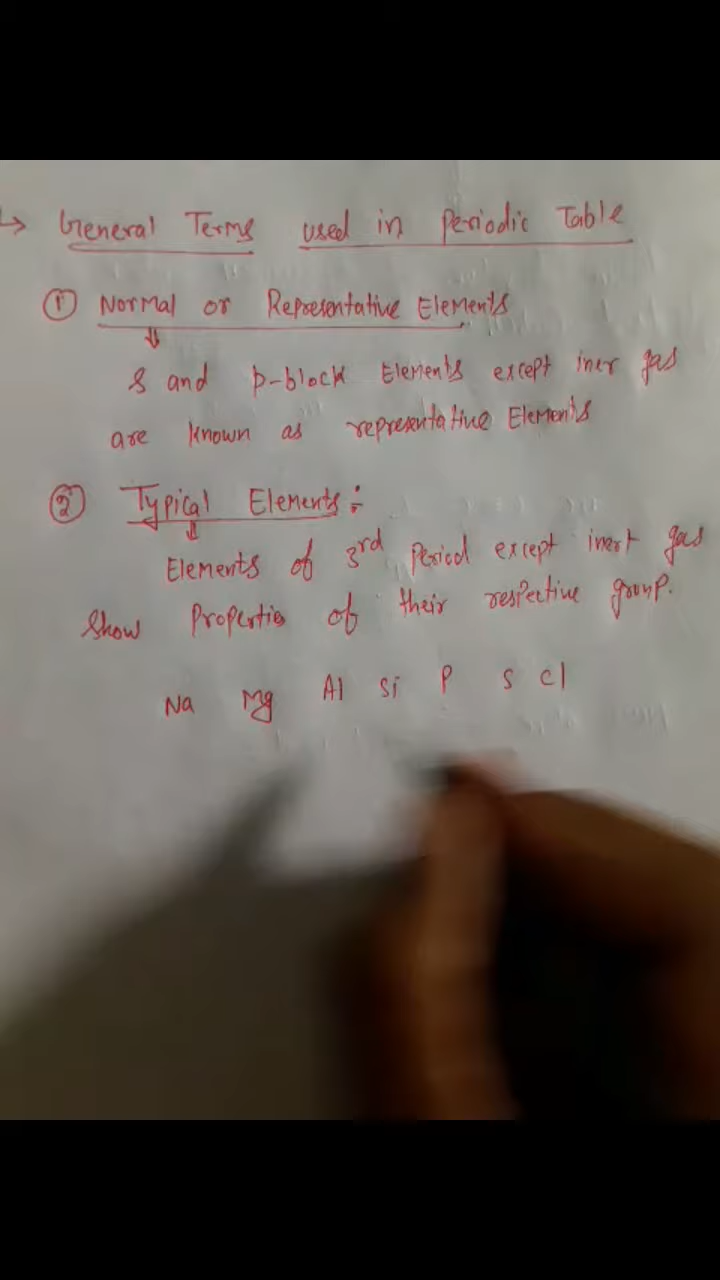 ↳ General Terms used in Periodic Table
① Normal or Representative Elements
s and p-block Elements except iner gas
are known as representative Elements
② Typical Elements :-
Elements of 3rd Period except inert gas
show Propertis of their respective group.
Na Mg Al Si P S Cl